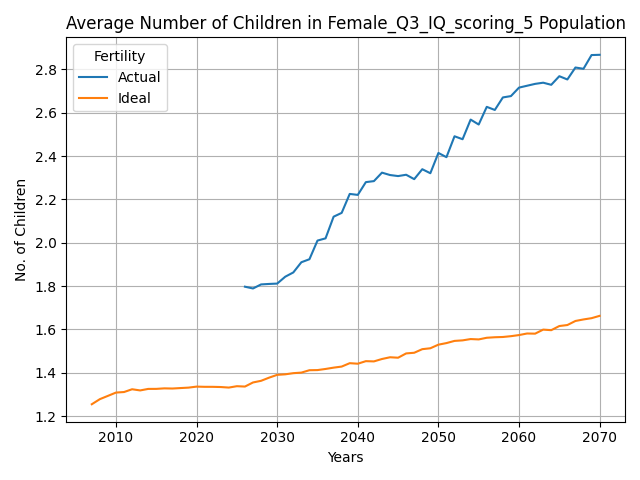 Average Number of Children in Female_Q3_IQ_scoring_5 Population
Fertility
Actual
Ideal
No. of Children
2.8
2.6
2.4
2.2
2.0
1.8
1.6
1.4
1.2
2010 2020 2030 2040 2050 2060 2070
Years